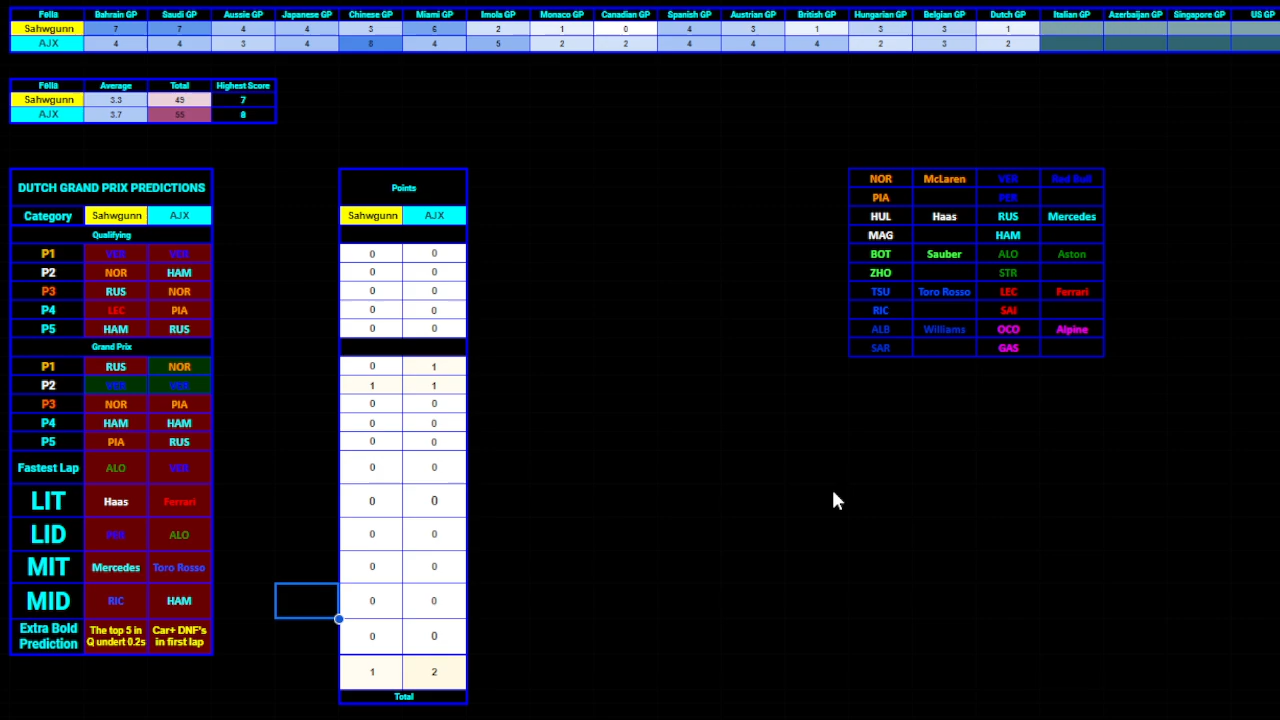 Fella Bahrain GP Saudi GP Aussie GP Japanese GP Chinese GP Miami GP Imola GP Monaco GP Canadian GP Spanish GP Austrian GP British GP Hungarian GP Belgian GP Dutch GP Italian GP Azerbaijan GP Singapore GP US GP
Sahwgunn 7 7 4 4 3 6 2 1 0 4 3 1 3 3 1
AJX 4 4 3 4 8 4 5 2 2 4 4 4 2 3 2
Fella Average Total Highest Score
Sahwgunn 3.3 49 7
AJX 3.7 55 8
DUTCH GRAND PRIX PREDICTIONS Points
Category Sahwgunn AJX Sahwgunn AJX
Qualifying
P1 VER VER 0 0
P2 NOR HAM 0 0
P3 RUS NOR 0 0
P4 LEC PIA 0 0
P5 HAM RUS 0 0
Grand Prix
P1 RUS NOR 0 1
P2 VER VER 1 1
P3 NOR PIA 0 0
P4 HAM HAM 0 0
P5 PIA RUS 0 0
Fastest Lap ALO VER 0 0
LIT Haas Ferrari 0 0
LID PER ALO 0 0
MIT Mercedes Toro Rosso 0 0
MID RIC HAM 0 0
Extra Bold Prediction The top 5 in Q undert 0.2s Car+ DNF's in first lap 0 0
1 2
Total
NOR McLaren VER Red Bull
PIA PER
HUL Haas RUS Mercedes
MAG HAM
BOT Sauber ALO Aston
ZHO STR
TSU Toro Rosso LEC Ferrari
RIC SAI
ALB Williams OCO Alpine
SAR GAS